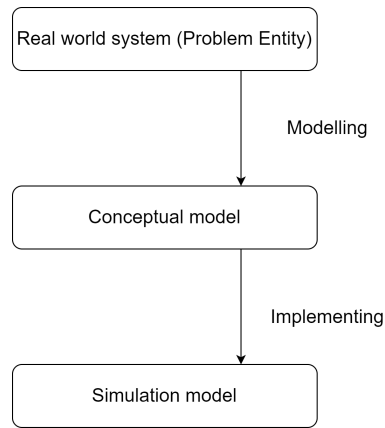 Real world system (Problem Entity)
Modelling
Conceptual model
Implementing
Simulation model